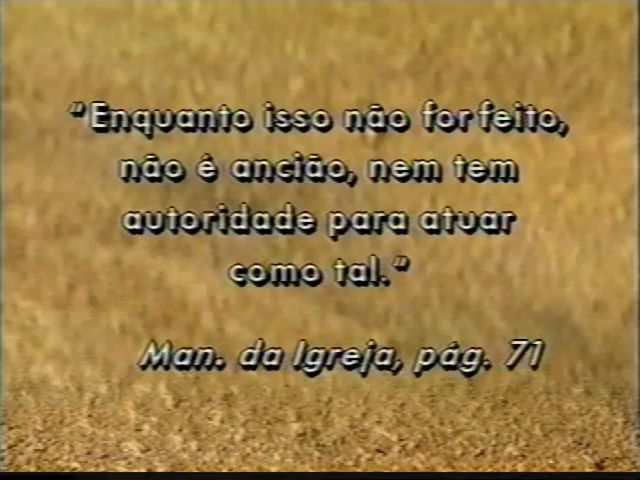 "Enquanto isso não for feito,
não é ancião, nem tem
autoridade para atuar
como tal."
Man. da Igreja, pág. 71